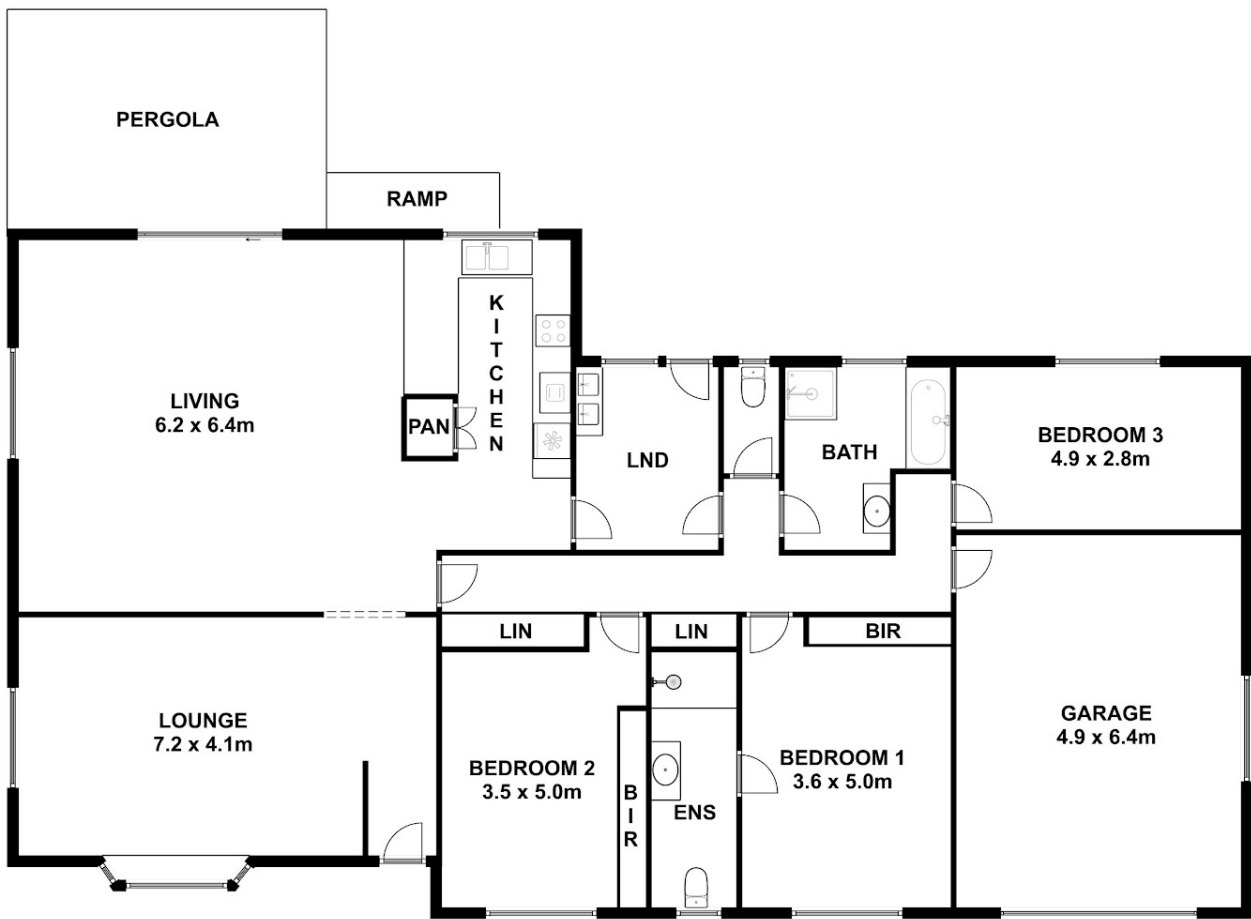 PERGOLA
RAMP
KITCHEN
LIVING
6.2 x 6.4m
PAN
LND
BATH
BEDROOM 3
4.9 x 2.8m
LIN
LIN
BIR
LOUNGE
7.2 x 4.1m
BEDROOM 2
3.5 x 5.0m
BIR
ENS
BEDROOM 1
3.6 x 5.0m
GARAGE
4.9 x 6.4m